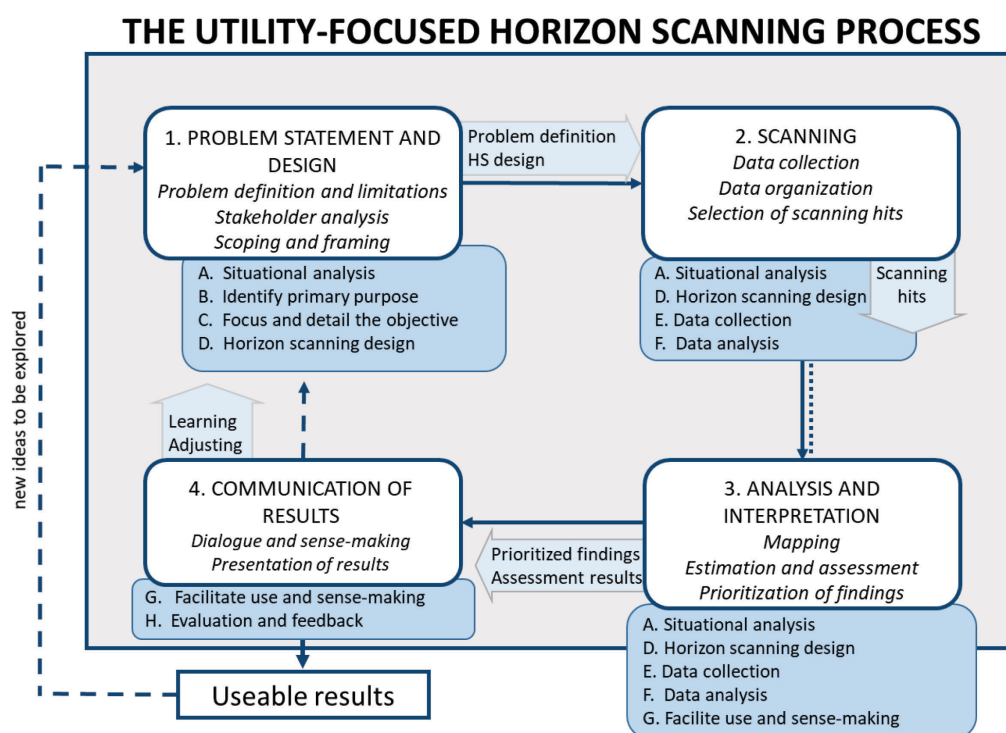 THE UTILITY-FOCUSED HORIZON SCANNING PROCESS
1. PROBLEM STATEMENT AND
DESIGN
Problem definition and limitations
Stakeholder analysis
Scoping and framing
A. Situational analysis
B. Identify primary purpose
C. Focus and detail the objective
D. Horizon scanning design
Problem definition
HS design
2. SCANNING
Data collection
Data organization
Selection of scanning hits
A. Situational analysis
D. Horizon scanning design
E. Data collection
F. Data analysis
Scanning
hits
3. ANALYSIS AND
INTERPRETATION
Mapping
Estimation and assessment
Prioritization of findings
A. Situational analysis
D. Horizon scanning design
E. Data collection
F. Data analysis
G. Facilite use and sense-making
Prioritized findings
Assessment results
4. COMMUNICATION OF
RESULTS
Dialogue and sense-making
Presentation of results
G. Facilitate use and sense-making
H. Evaluation and feedback
Learning
Adjusting
Useable results
new ideas to be explored